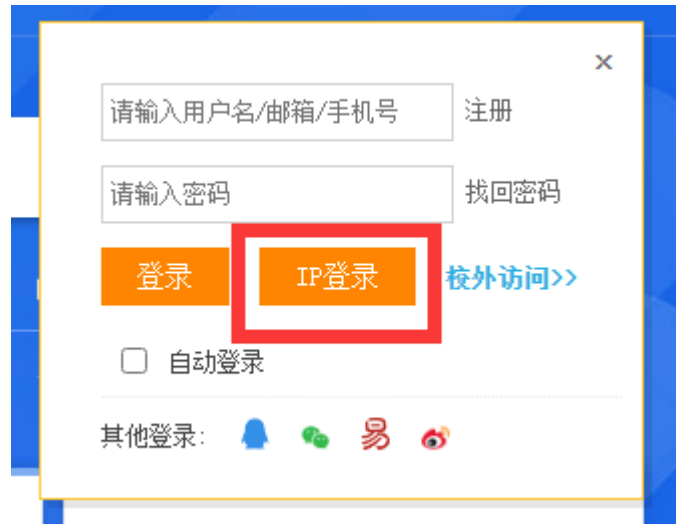 ×
请输入用户名/邮箱/手机号 注册
请输入密码 找回密码
登录 IP登录 校外访问>>
自动登录
其他登录: 易